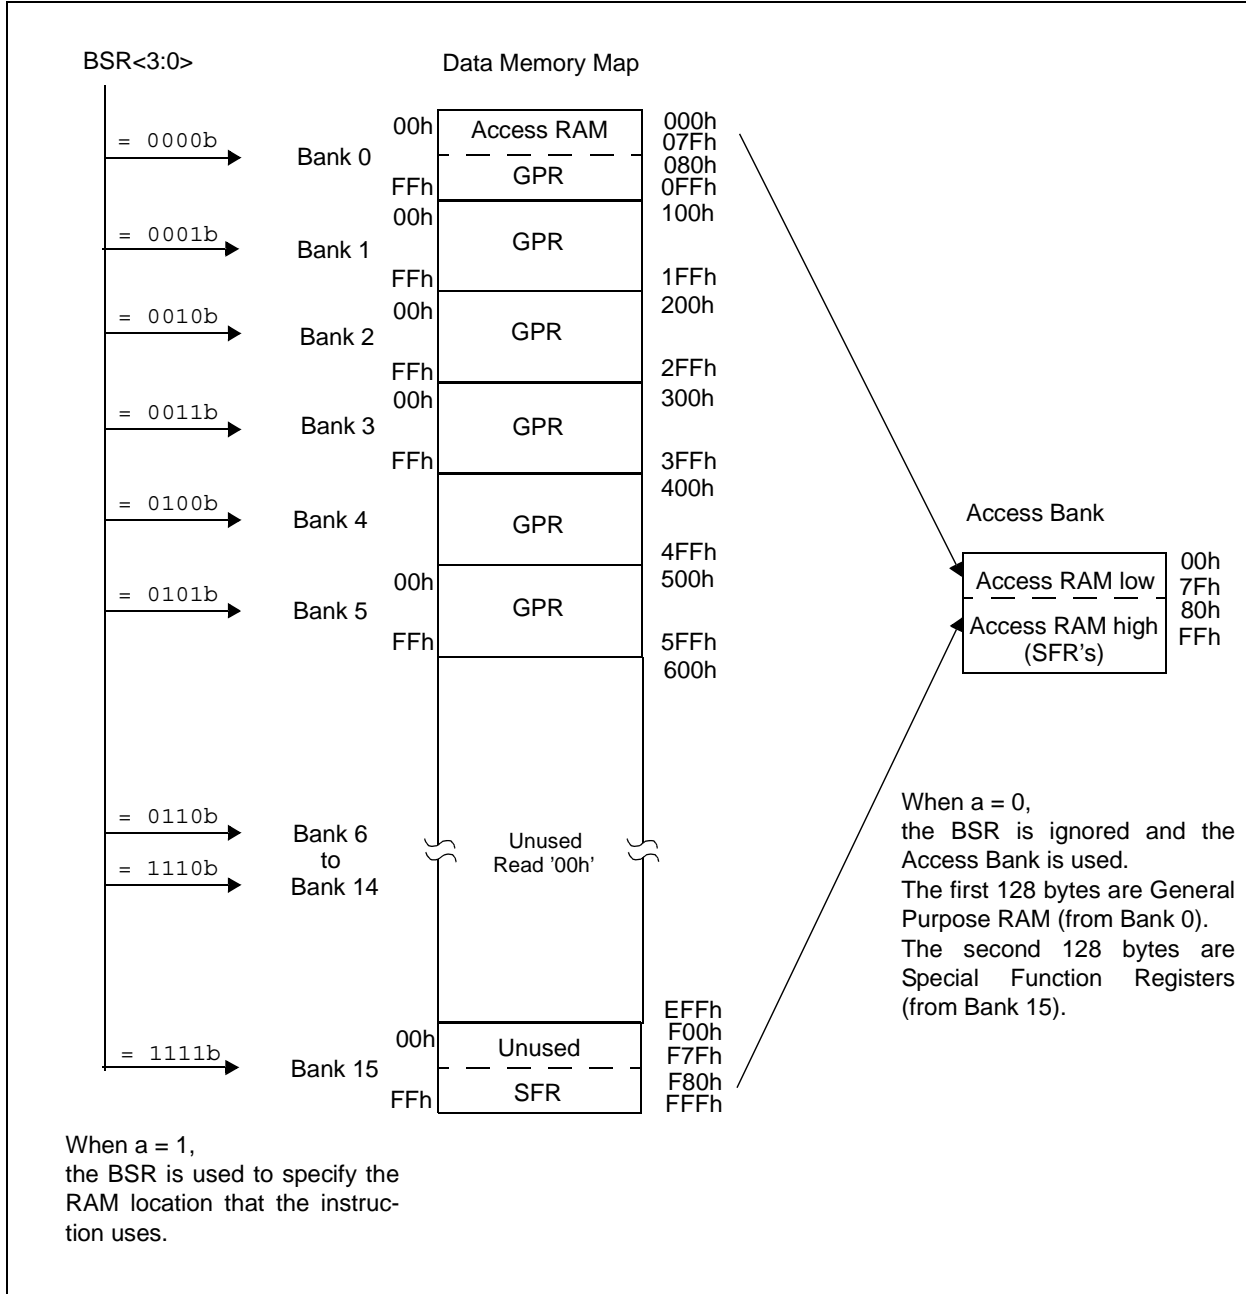 BSR<3:0>
Data Memory Map
= 0000b
Bank 0
00h
Access RAM
000h
07Fh
GPR
080h
FFh
0FFh
= 0001b
Bank 1
00h
GPR
100h
FFh
1FFh
= 0010b
Bank 2
00h
GPR
200h
FFh
2FFh
= 0011b
Bank 3
00h
GPR
300h
FFh
3FFh
= 0100b
Bank 4
GPR
400h
4FFh
= 0101b
Bank 5
00h
GPR
500h
FFh
5FFh
600h
= 0110b
Bank 6
to
= 1110b
Bank 14
Unused
Read '00h'
EFFh
= 1111b
Bank 15
00h
Unused
F00h
F7Fh
SFR
F80h
FFh
FFFh
Access Bank
Access RAM low
00h
7Fh
Access RAM high
(SFR's)
80h
FFh
When a = 0,
the BSR is ignored and the
Access Bank is used.
The first 128 bytes are General
Purpose RAM (from Bank 0).
The second 128 bytes are
Special Function Registers
(from Bank 15).
When a = 1,
the BSR is used to specify the
RAM location that the instruc-
tion uses.